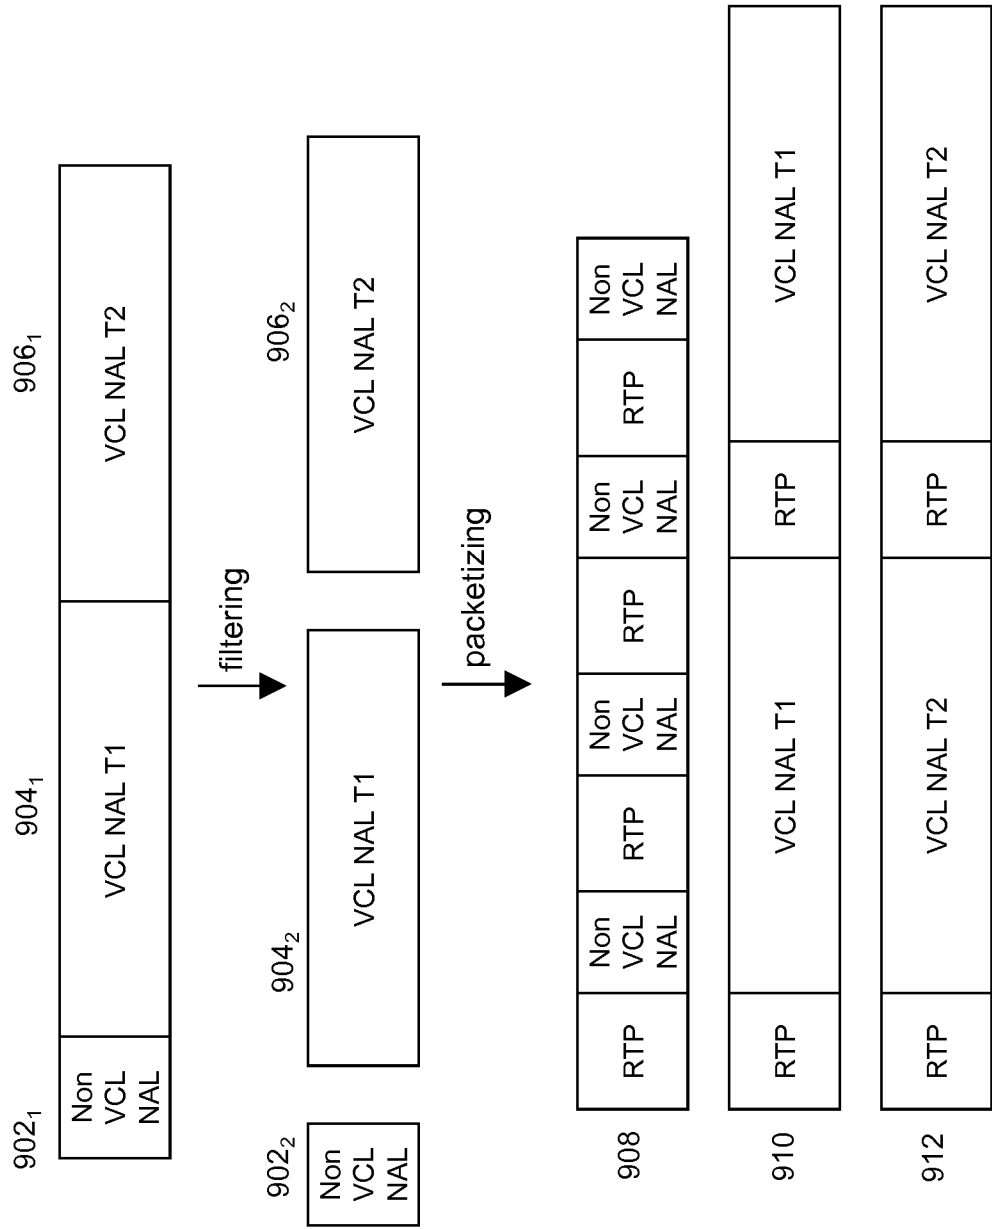 902₁
904₁
906₁
Non
VCL
NAL
VCL NAL T1
VCL NAL T2
filtering
902₂
904₂
906₂
Non
VCL
NAL
VCL NAL T1
VCL NAL T2
packetizing
908
RTP
Non
VCL
NAL
RTP
Non
VCL
NAL
RTP
Non
VCL
NAL
RTP
Non
VCL
NAL
910
RTP
VCL NAL T1
RTP
VCL NAL T1
912
RTP
VCL NAL T2
RTP
VCL NAL T2